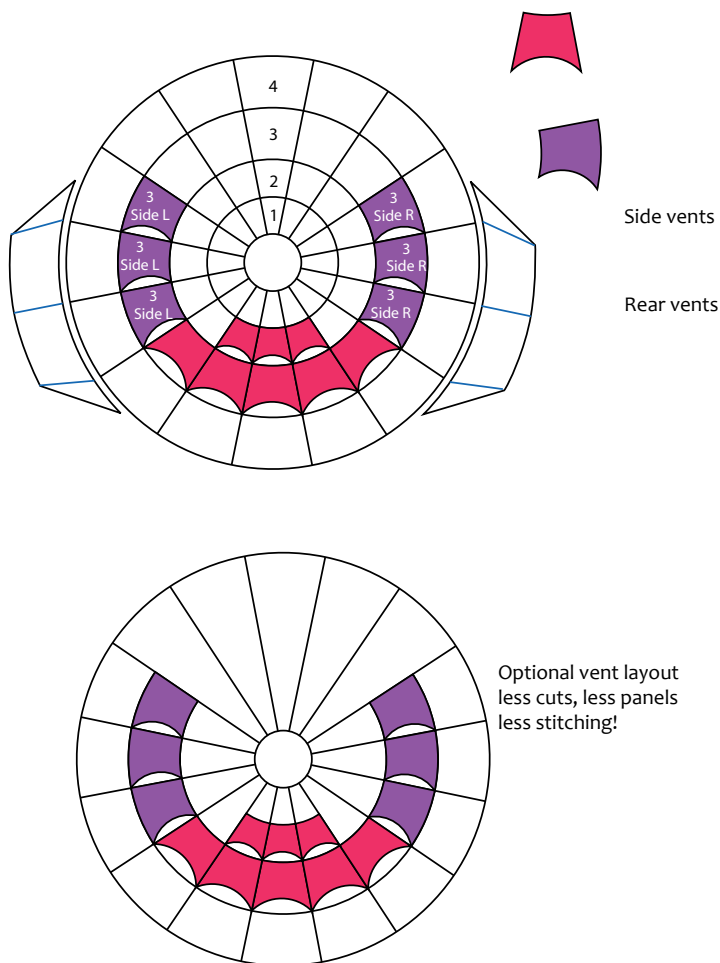 4
3
2
1
3
Side L
3
Side L
3
Side L
3
Side R
3
Side R
3
Side R
Side vents
Rear vents
Optional vent layout
less cuts, less panels
less stitching!